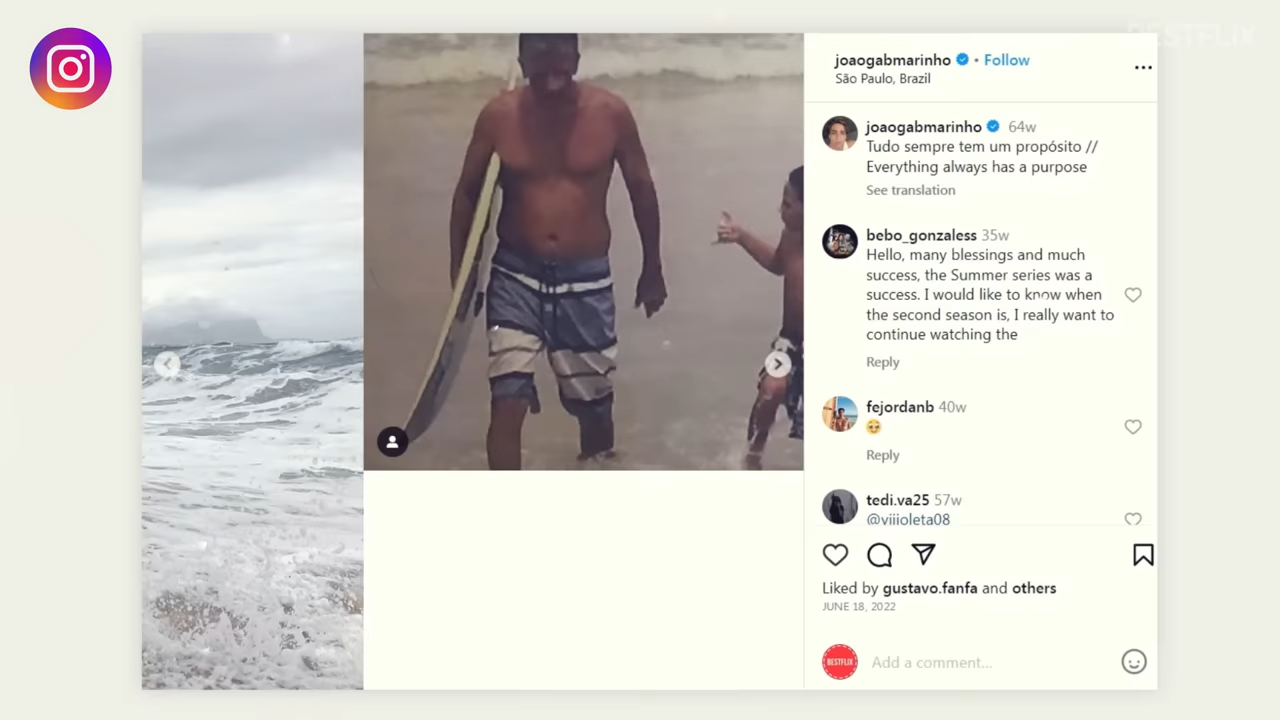 BESTFLIX
joaogabmarinho • Follow
São Paulo, Brazil
joaogabmarinho 64w
Tudo sempre tem um propósito //
Everything always has a purpose
See translation
bebo_gonzaless 35w
Hello, many blessings and much
success, the Summer series was a
success. I would like to know when
the second season is, I really want to
continue watching the
Reply
fejordanb 40w
🥹
Reply
tedi.va25 57w
@viiioleta08
Liked by gustavo.fanfa and others
JUNE 18, 2022
BESTFLIX
Add a comment...